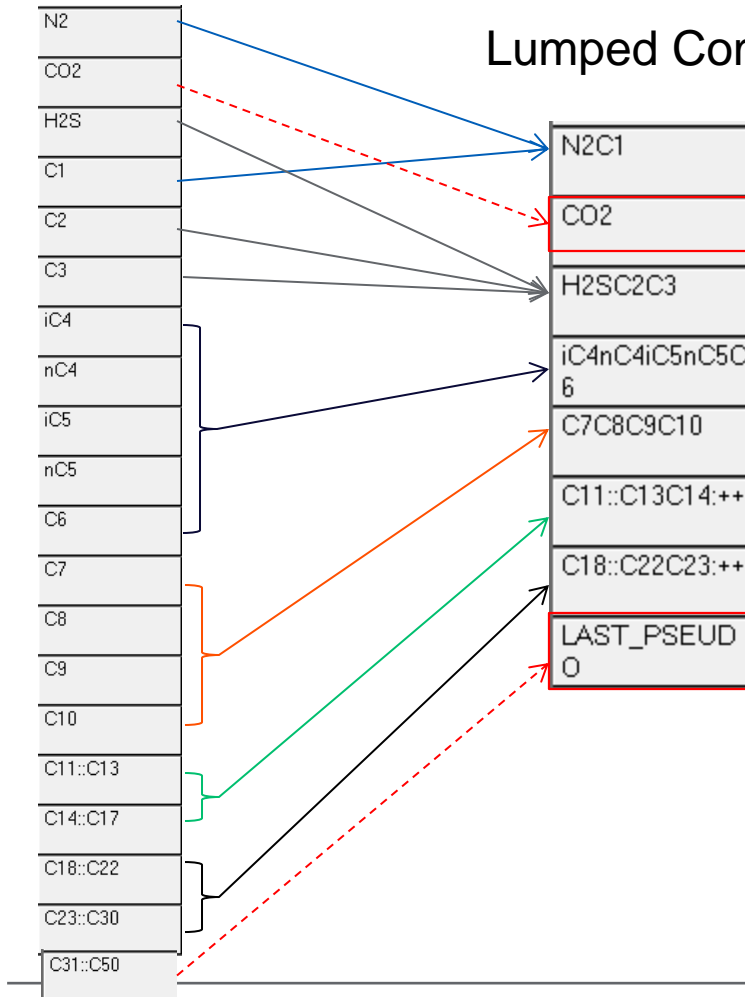 Lumped Cor
N2
CO2
H2S
C1
C2
C3
iC4
nC4
iC5
nC5
C6
C7
C8
C9
C10
C11::C13
C14::C17
C18::C22
C23::C30
C31::C50
N2C1
CO2
H2SC2C3
iC4nC4iC5nC5C
6
C7C8C9C10
C11::C13C14:++
C18::C22C23:++
LAST_PSEUD
O